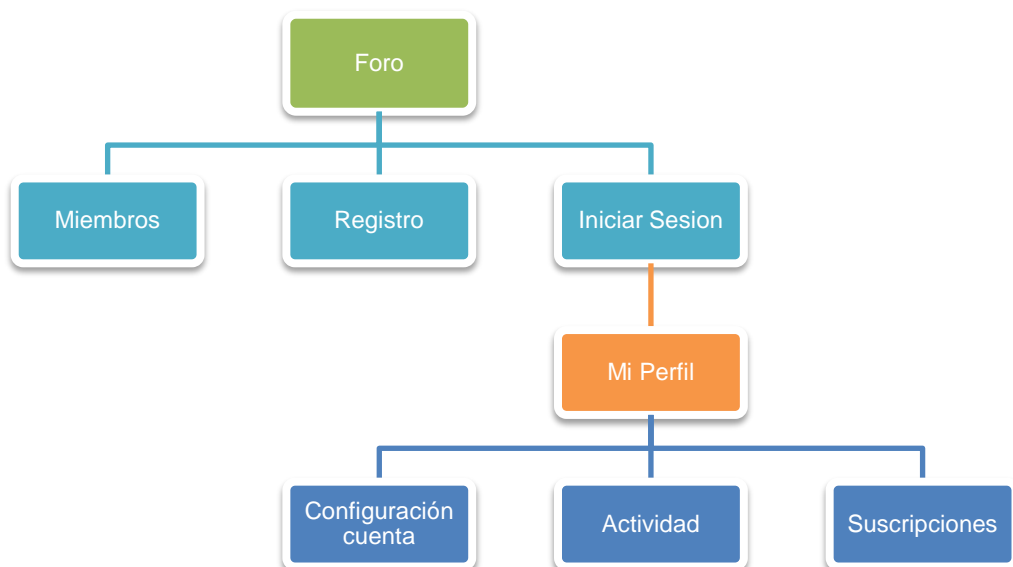 Foro
Miembros
Registro
Iniciar Sesion
Mi Perfil
Configuración
cuenta
Actividad
Suscripciones